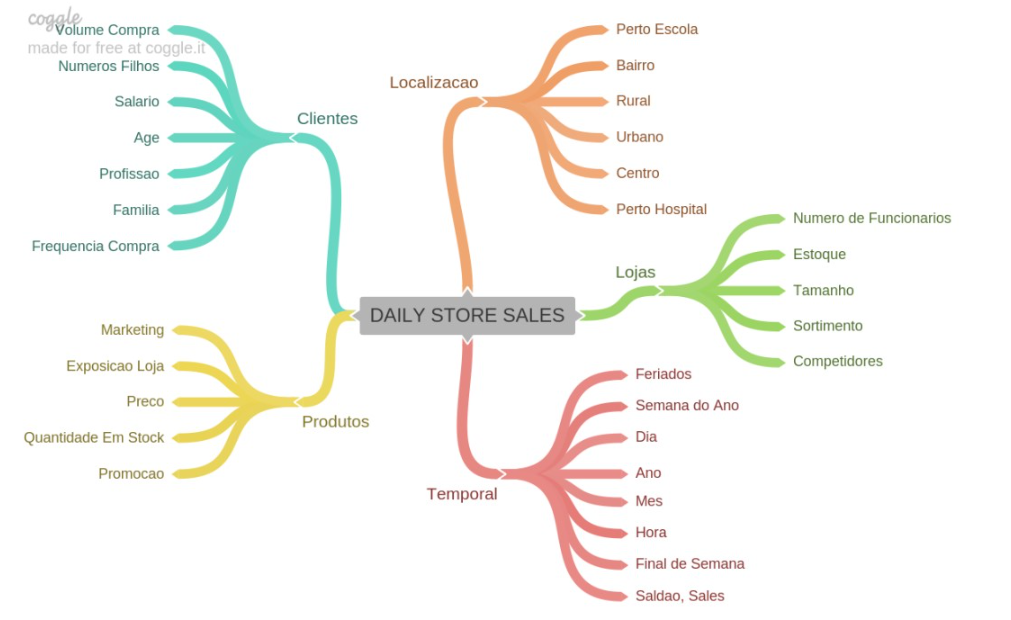 coggle
made for free at coggle.it
Volume Compra
Numeros Filhos
Salario
Age
Profissao
Familia
Frequencia Compra
Clientes
Marketing
Exposicao Loja
Preco
Quantidade Em Stock
Promocao
Produtos
DAILY STORE SALES
Localizacao
Perto Escola
Bairro
Rural
Urbano
Centro
Perto Hospital
Lojas
Numero de Funcionarios
Estoque
Tamanho
Sortimento
Competidores
Temporal
Feriados
Semana do Ano
Dia
Ano
Mes
Hora
Final de Semana
Saldao, Sales